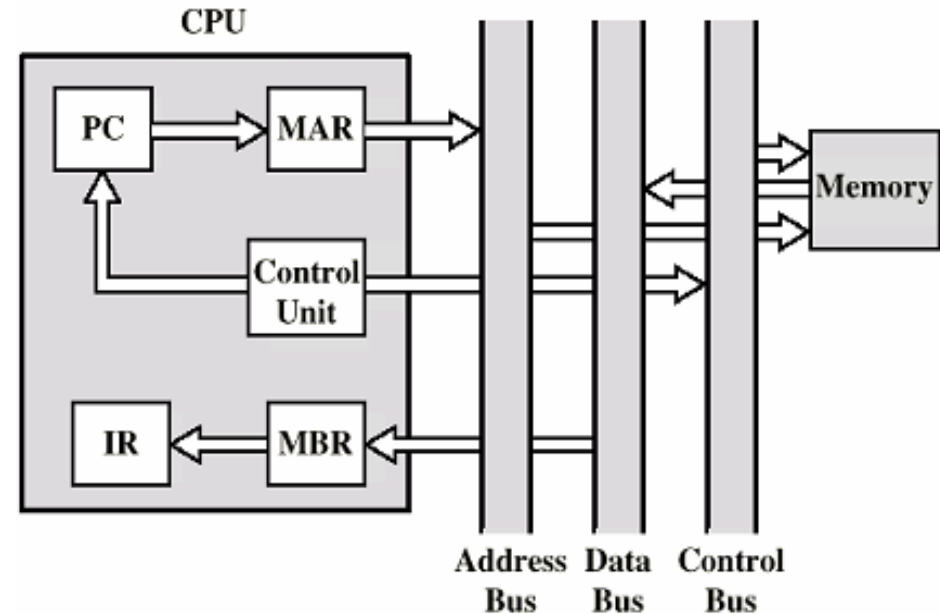 CPU
PC
MAR
Memory
Control
Unit
IR
MBR
Address
Bus
Data
Bus
Control
Bus